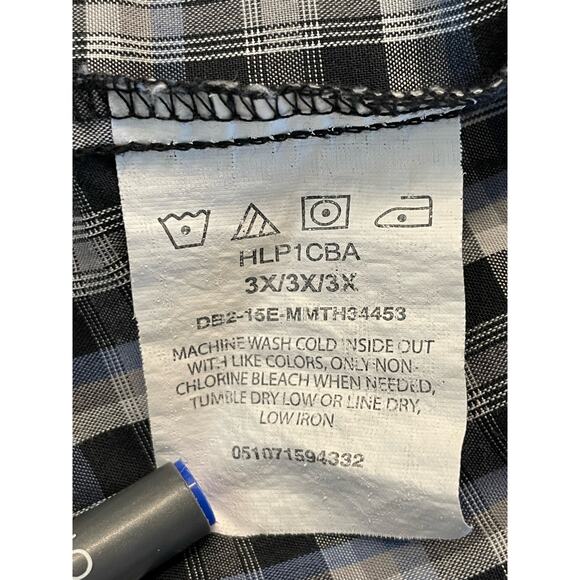 HLP1CBA
3X/3X/3X
DB2-15E-MMTH34453
MACHINE WASH COLD INSIDE OUT
WITH LIKE COLORS, ONLY NON-
CHLORINE BLEACH WHEN NEEDED,
TUMBLE DRY LOW OR LINE DRY,
LOW IRON
051071594332